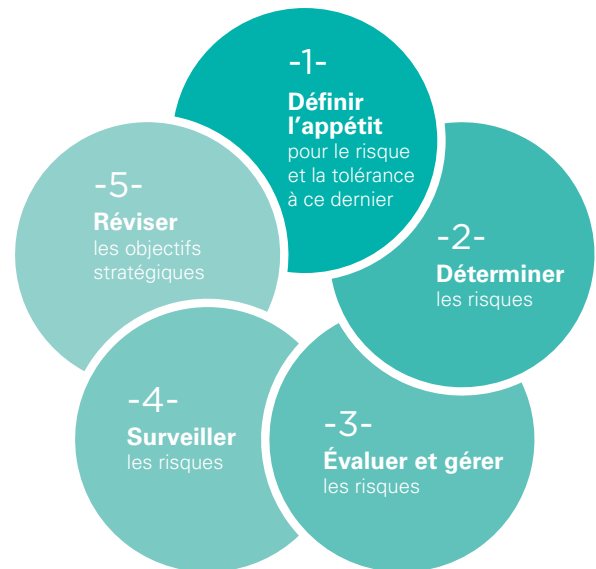 -1-
Définir
l'appétit
pour le risque
et la tolérance
à ce dernier
-2-
Déterminer
les risques
-3-
Évaluer et gérer
les risques
-4-
Surveiller
les risques
-5-
Réviser
les objectifs
stratégiques